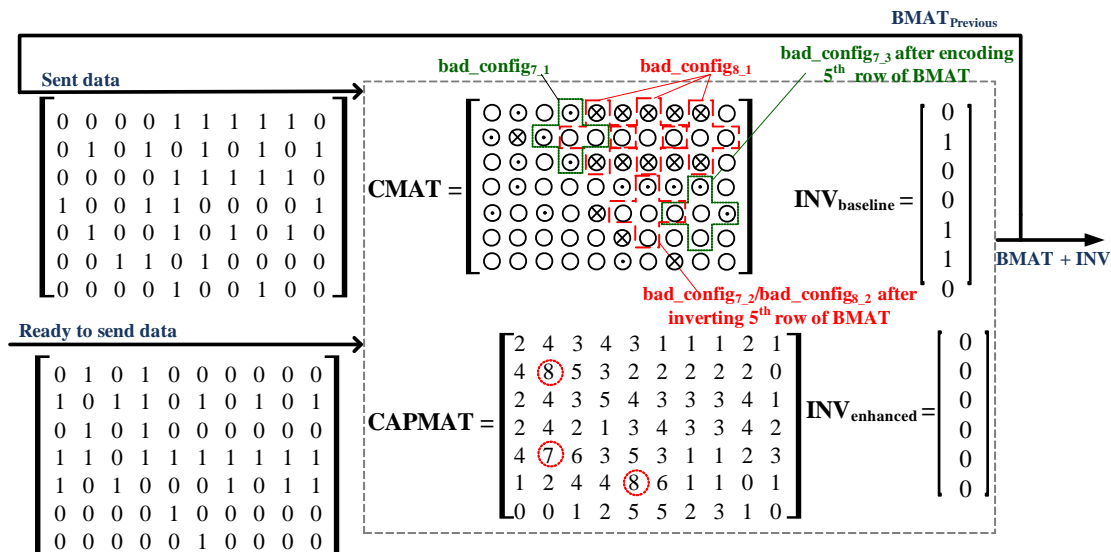 BMAT_Previous
Sent data
0 0 0 0 1 1 1 1 1 0
0 1 0 1 0 1 0 1 0 1
0 0 0 0 1 1 1 1 1 0
1 0 0 1 1 0 0 0 0 1
0 1 0 0 1 0 1 0 1 0
0 0 1 1 0 1 0 0 0 0
0 0 0 0 1 0 0 1 0 0
bad_config7_1
bad_config8_1
bad_config7_3 after encoding
5th row of BMAT
CMAT =
bad_config7_2/bad_config8_2 after
inverting 5th row of BMAT
INVbaseline =
0
1
0
0
1
1
0
BMAT + INV
Ready to send data
0 1 0 1 0 0 0 0 0 0
1 0 1 1 0 1 0 1 0 1
0 1 0 1 0 0 0 0 0 0
1 1 0 1 1 1 1 1 1 1
1 0 1 0 0 0 1 0 1 1
0 0 0 0 1 0 0 0 0 0
0 0 0 0 0 1 0 0 0 0
CAPMAT =
2 4 3 4 3 1 1 1 2 1
4 8 5 3 2 2 2 2 2 0
2 4 3 5 4 3 3 3 4 1
2 4 2 1 3 4 3 3 4 2
4 7 6 3 5 3 1 1 2 3
1 2 4 4 8 6 1 1 0 1
0 0 1 2 5 5 2 3 1 0
INVenhanced =
0
0
0
0
0
0
0